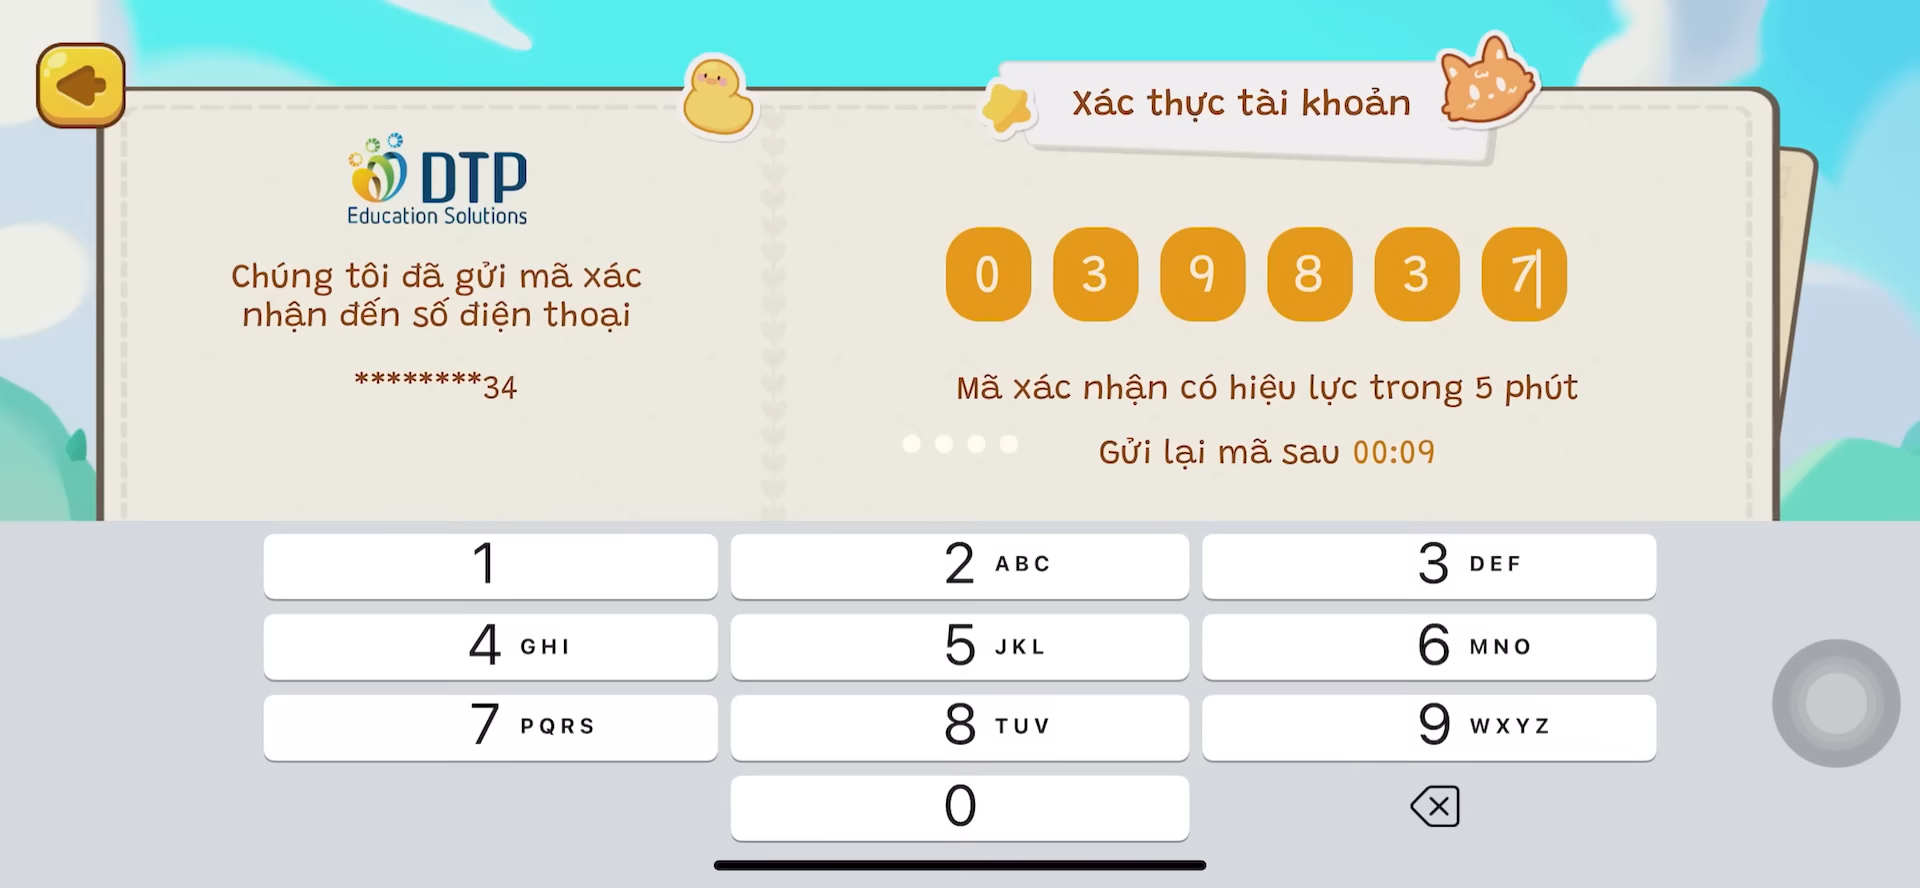 Xác thực tài khoản
DTP
Education Solutions
Chúng tôi đã gửi mã xác
nhận đến số điện thoại
********34
0 3 9 8 3 7
Mã xác nhận có hiệu lực trong 5 phút
Gửi lại mã sau 00:09
1 2 ABC 3 DEF
4 GHI 5 JKL 6 MNO
7 PQRS 8 TUV 9 WXYZ
0